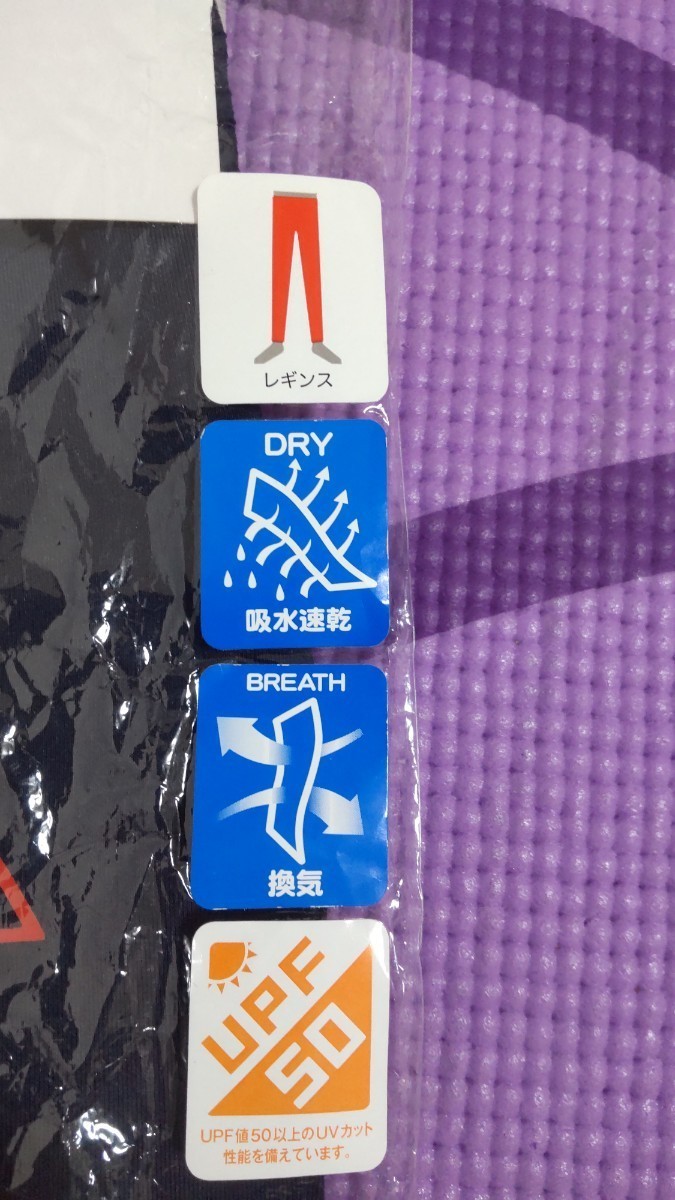 レギンス
DRY
吸水速乾
BREATH
換気
UPF
50
UPF値50以上のUVカット
性能を備えています。